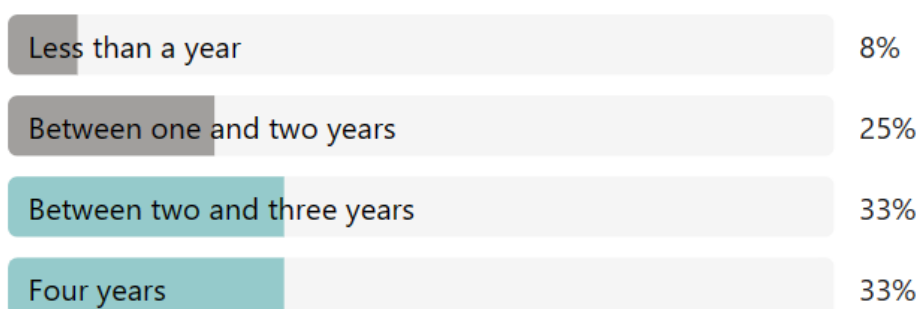 Less than a year 8%
Between one and two years 25%
Between two and three years 33%
Four years 33%